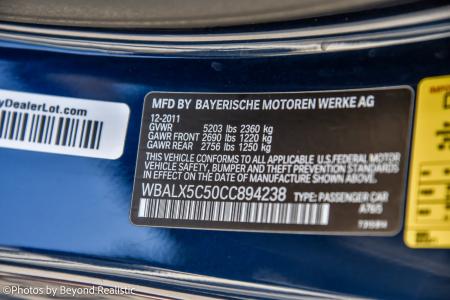 yDealerLot.com
MFD BY BAYERISCHE MOTOREN WERKE AG
12-2011
GVWR 5203 lbs 2360 kg
GAWR FRONT 2690 lbs 1220 kg
GAWR REAR 2756 lbs 1250 kg
THIS VEHICLE CONFORMS TO ALL APPLICABLE U.S. FEDERAL MOTOR
VEHICLE SAFETY, BUMPER, AND THEFT PREVENTION STANDARDS
IN EFFECT ON THE DATE OF MANUFACTURE SHOWN ABOVE.
WBALX5C50CC894238 TYPE: PASSENGER CAR
A76/5
©Photos by Beyond Realistic